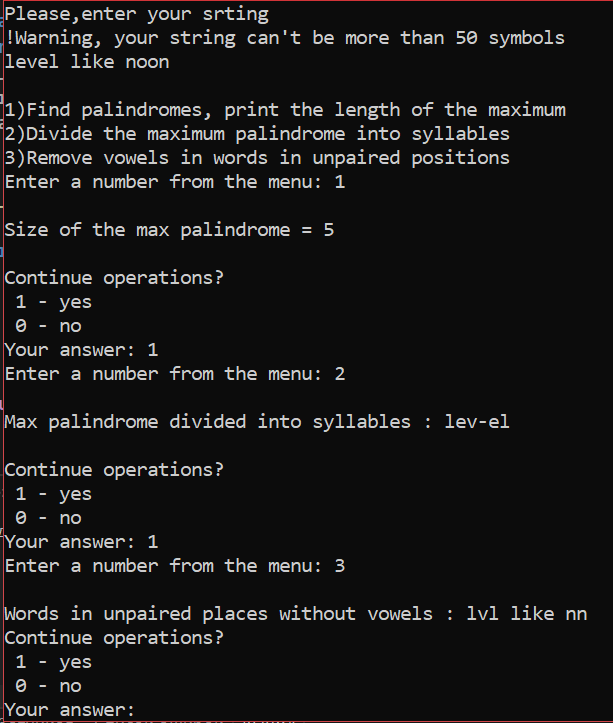 Please,enter your srting
!Warning, your string can't be more than 50 symbols
level like noon
1)Find palindromes, print the length of the maximum
2)Divide the maximum palindrome into syllables
3)Remove vowels in words in unpaired positions
Enter a number from the menu: 1
Size of the max palindrome = 5
Continue operations?
1 - yes
0 - no
Your answer: 1
Enter a number from the menu: 2
Max palindrome divided into syllables : lev-el
Continue operations?
1 - yes
0 - no
Your answer: 1
Enter a number from the menu: 3
Words in unpaired places without vowels : lvl like nn
Continue operations?
1 - yes
0 - no
Your answer: